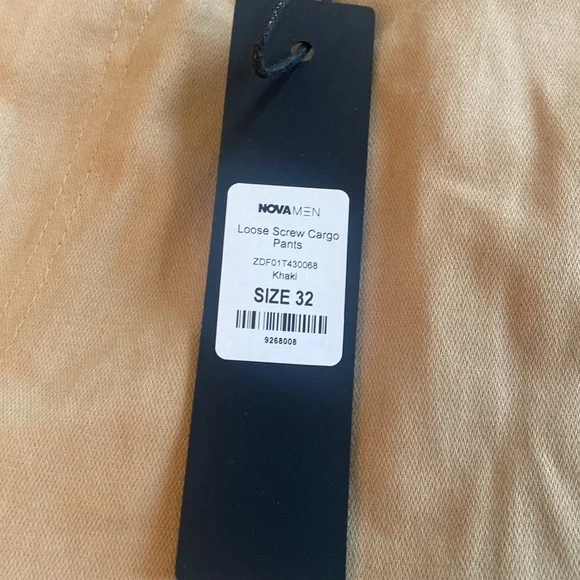 NOVAMEN
Loose Screw Cargo
Pants
ZDF01T430068
Khaki
SIZE 32
9268008